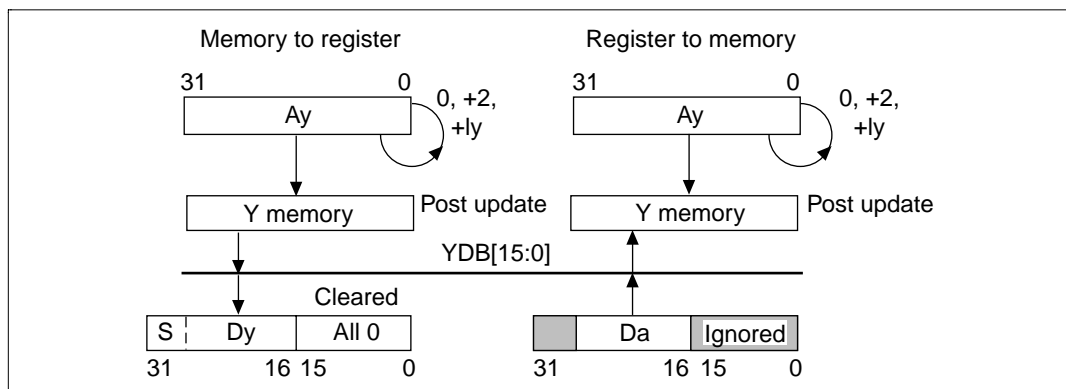 Memory to register
Register to memory
31 0
31 0
Ay
0, +2,
+Iy
Ay
0, +2,
+Iy
Y memory
Post update
Y memory
Post update
YDB[15:0]
Cleared
S Dy All 0
Da Ignored
31 16 15 0
31 16 15 0